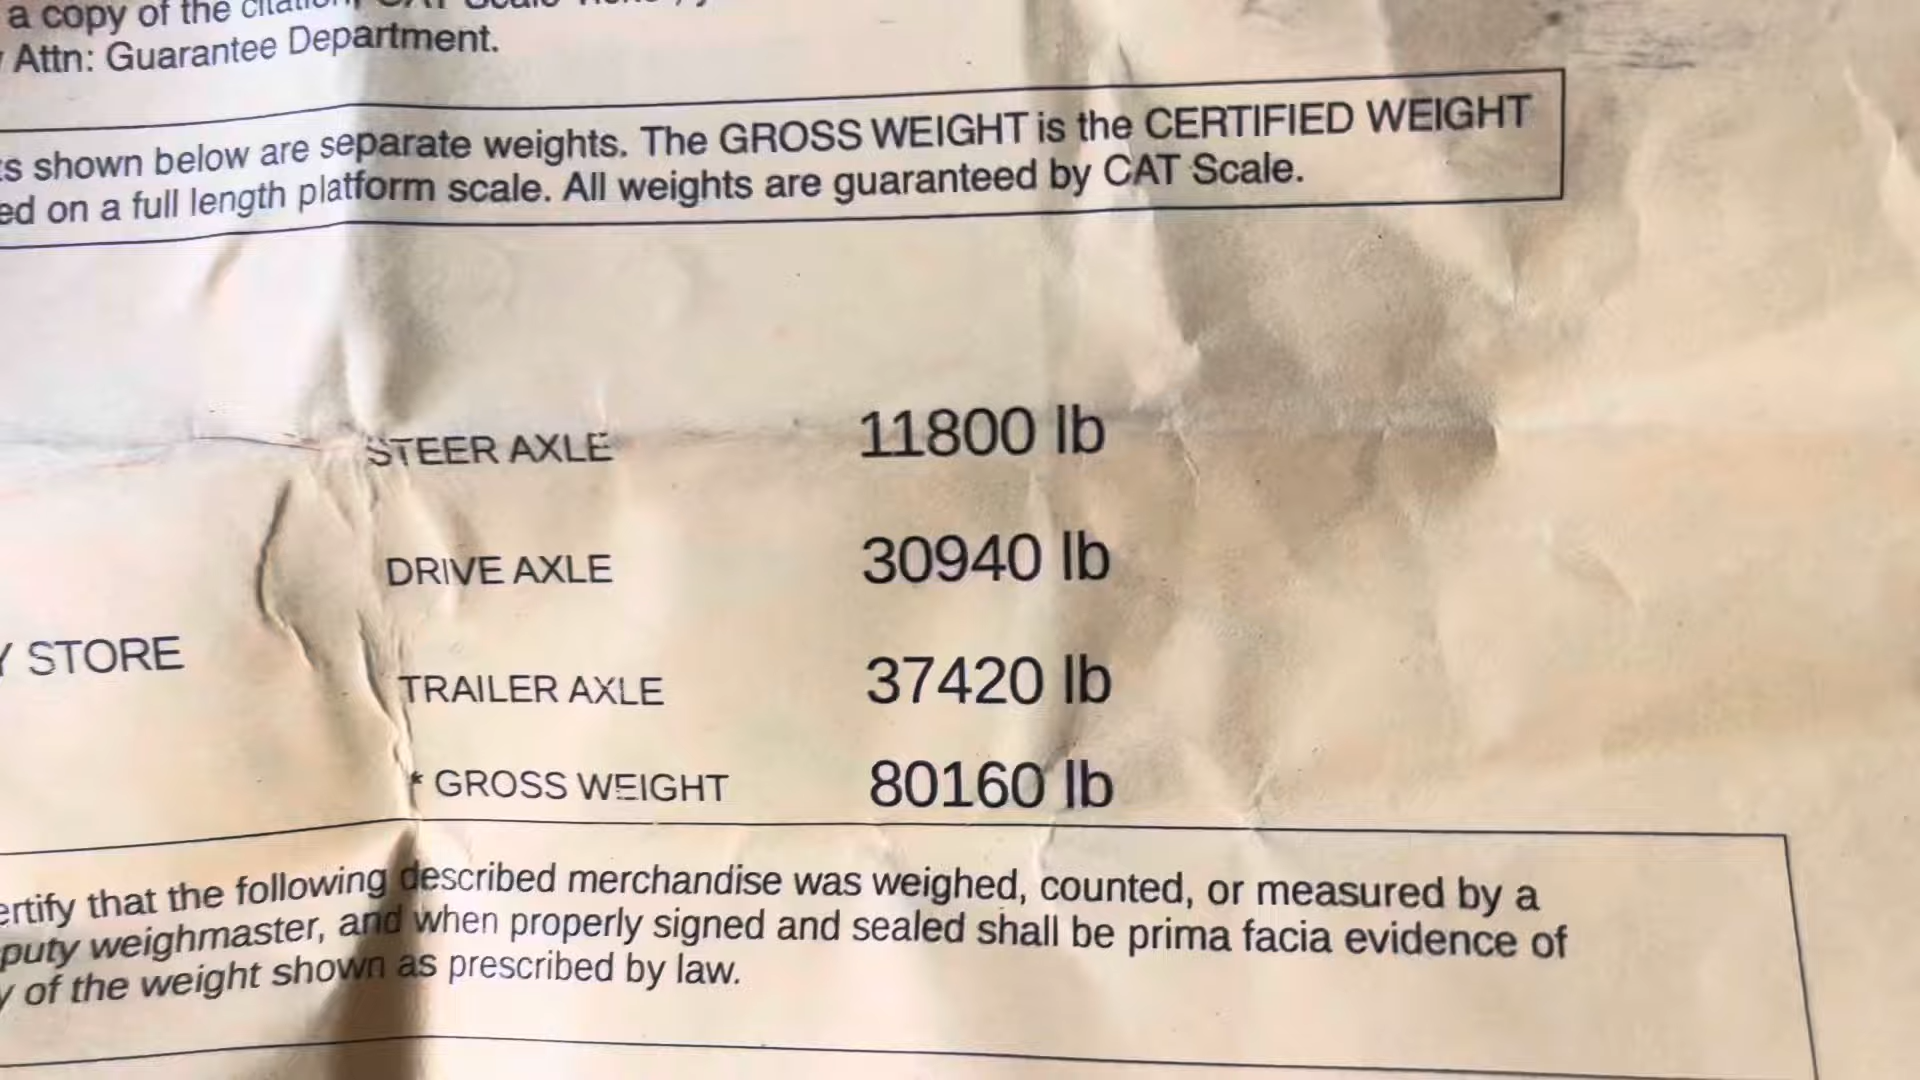 a copy of the citation, CAT Scale
Attn: Guarantee Department.
shown below are separate weights. The GROSS WEIGHT is the CERTIFIED WEIGHT
ed on a full length platform scale. All weights are guaranteed by CAT Scale.
STEER AXLE 11800 lb
DRIVE AXLE 30940 lb
Y STORE
TRAILER AXLE 37420 lb
* GROSS WEIGHT 80160 lb
ertify that the following described merchandise was weighed, counted, or measured by a
puty weighmaster, and when properly signed and sealed shall be prima facia evidence of
y of the weight shown as prescribed by law.